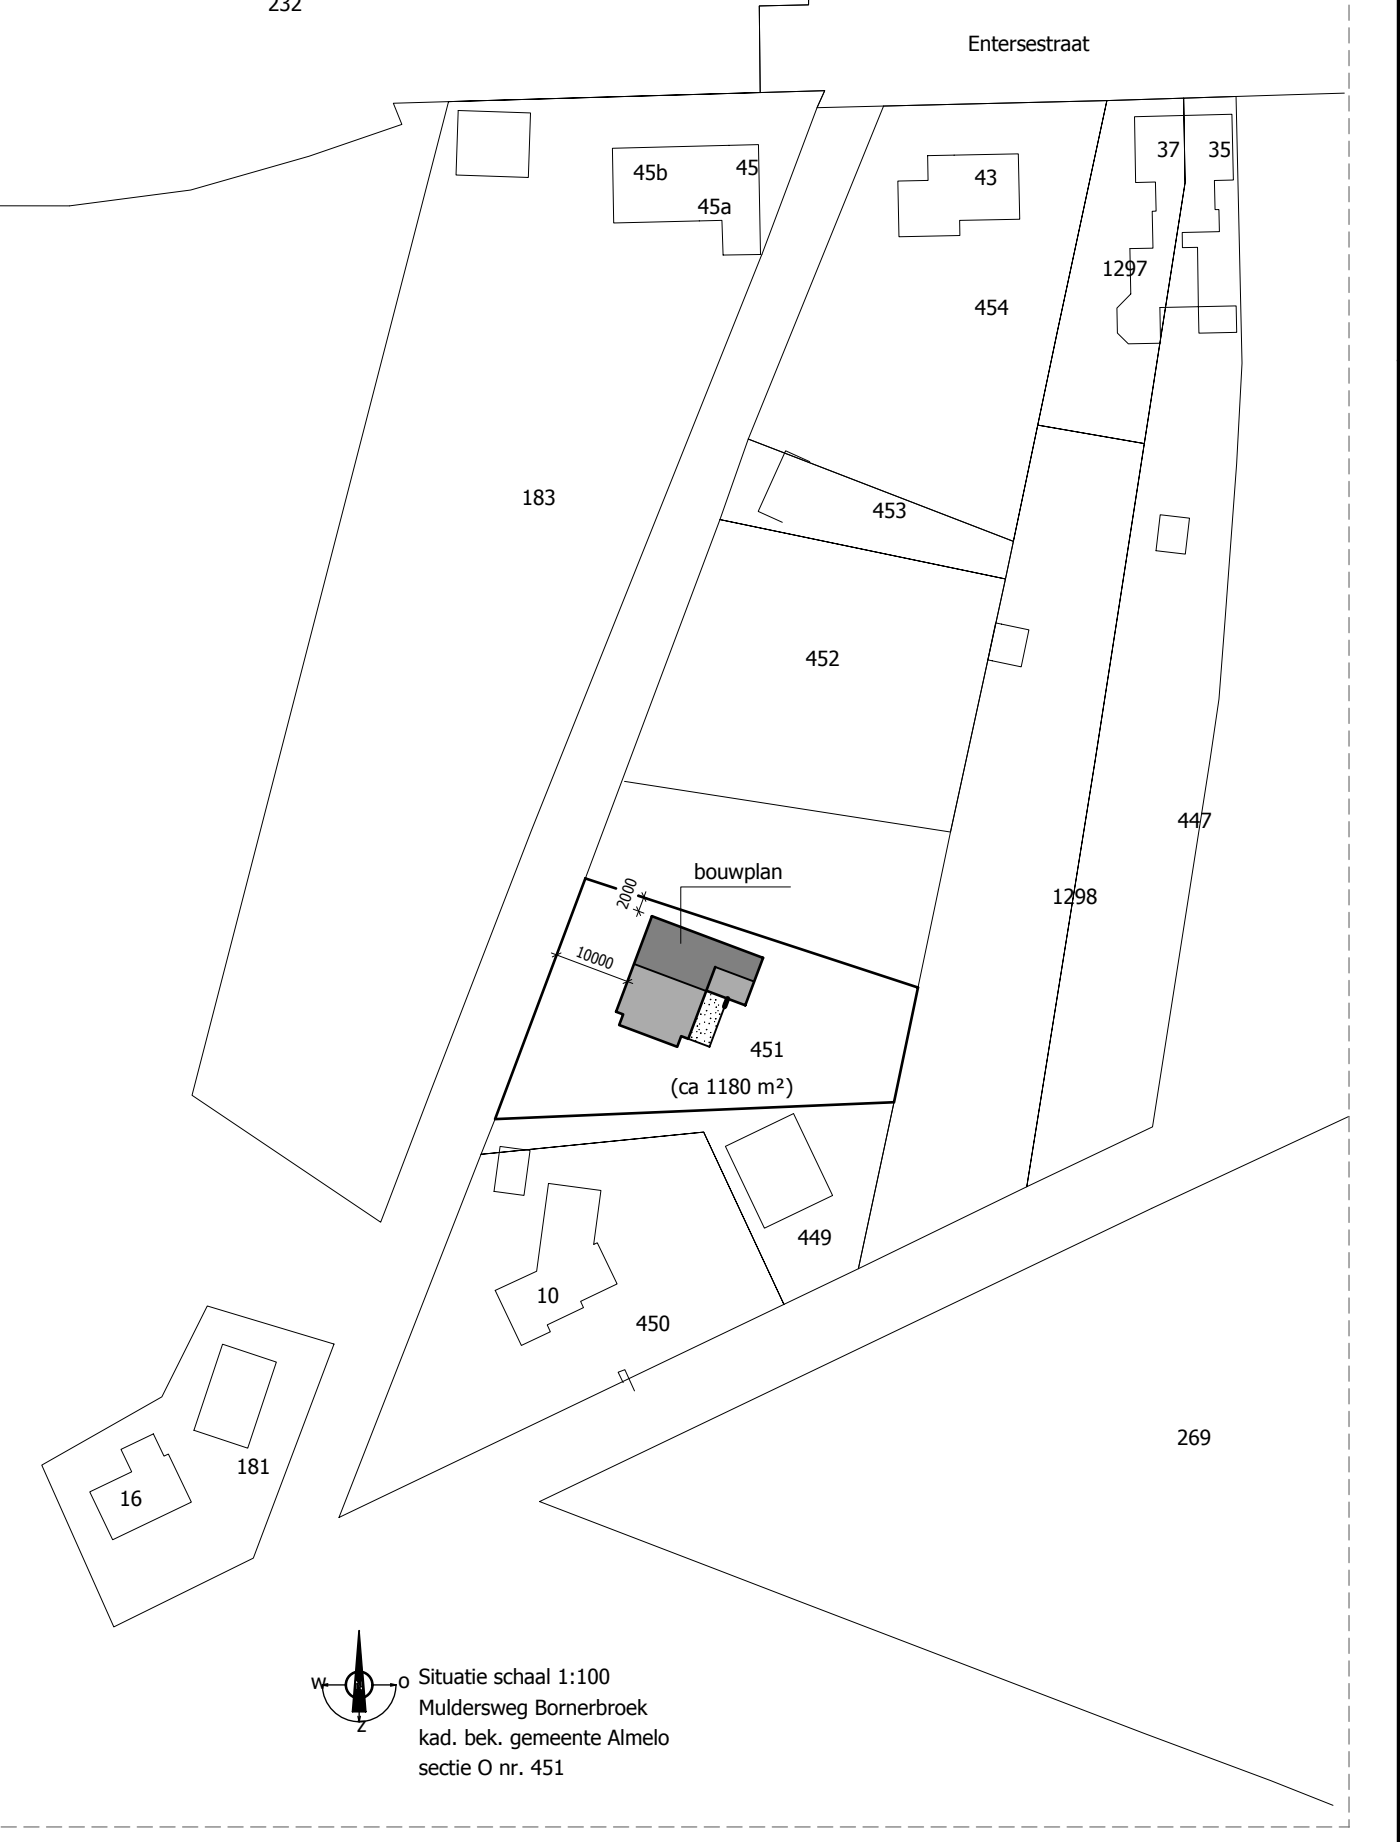 232
Entersestraat
45b
45
45a
43
37
35
1297
454
183
453
452
447
1298
bouwplan
2000
10000
451
(ca 1180 m²)
449
10
450
269
181
16
W
O
Z
Situatie schaal 1:100
Muldersweg Bornerbroek
kad. bek. gemeente Almelo
sectie O nr. 451